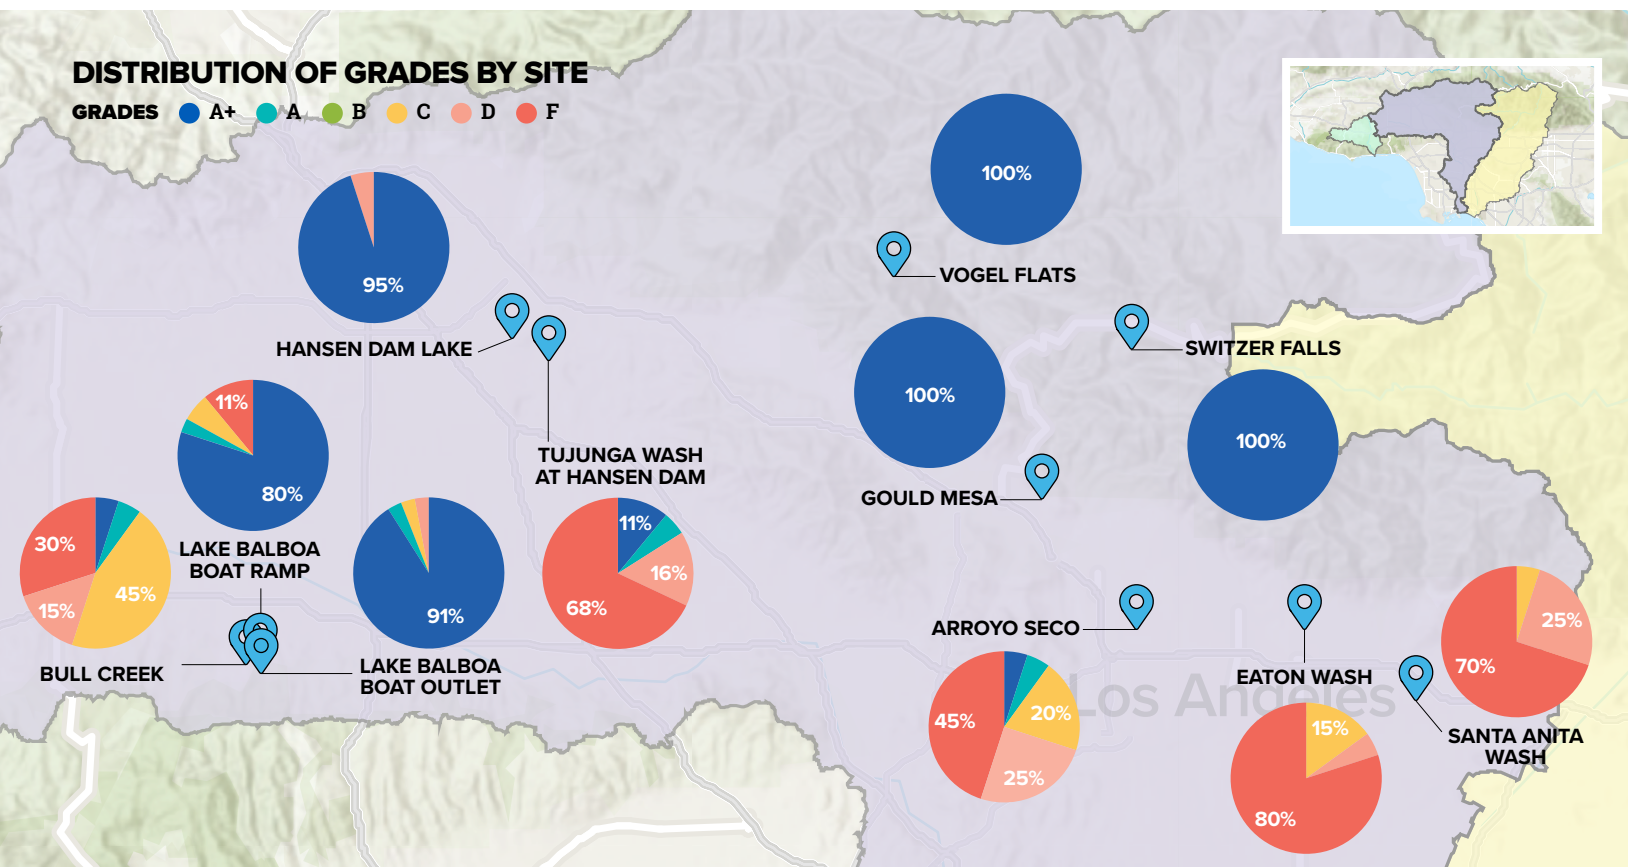 DISTRIBUTION OF GRADES BY SITE
GRADES A+ A B C D F
100%
95%
VOGEL FLATS
HANSEN DAM LAKE
SWITZER FALLS
100%
100%
11%
80%
TUJUNGA WASH
AT HANSEN DAM
GOULD MESA
30%
45%
15%
LAKE BALBOA
BOAT RAMP
91%
11%
16%
68%
BULL CREEK
LAKE BALBOA
BOAT OUTLET
ARROYO SECO
45%
20%
25%
Los Angeles
EATON WASH
15%
80%
25%
70%
SANTA ANITA
WASH